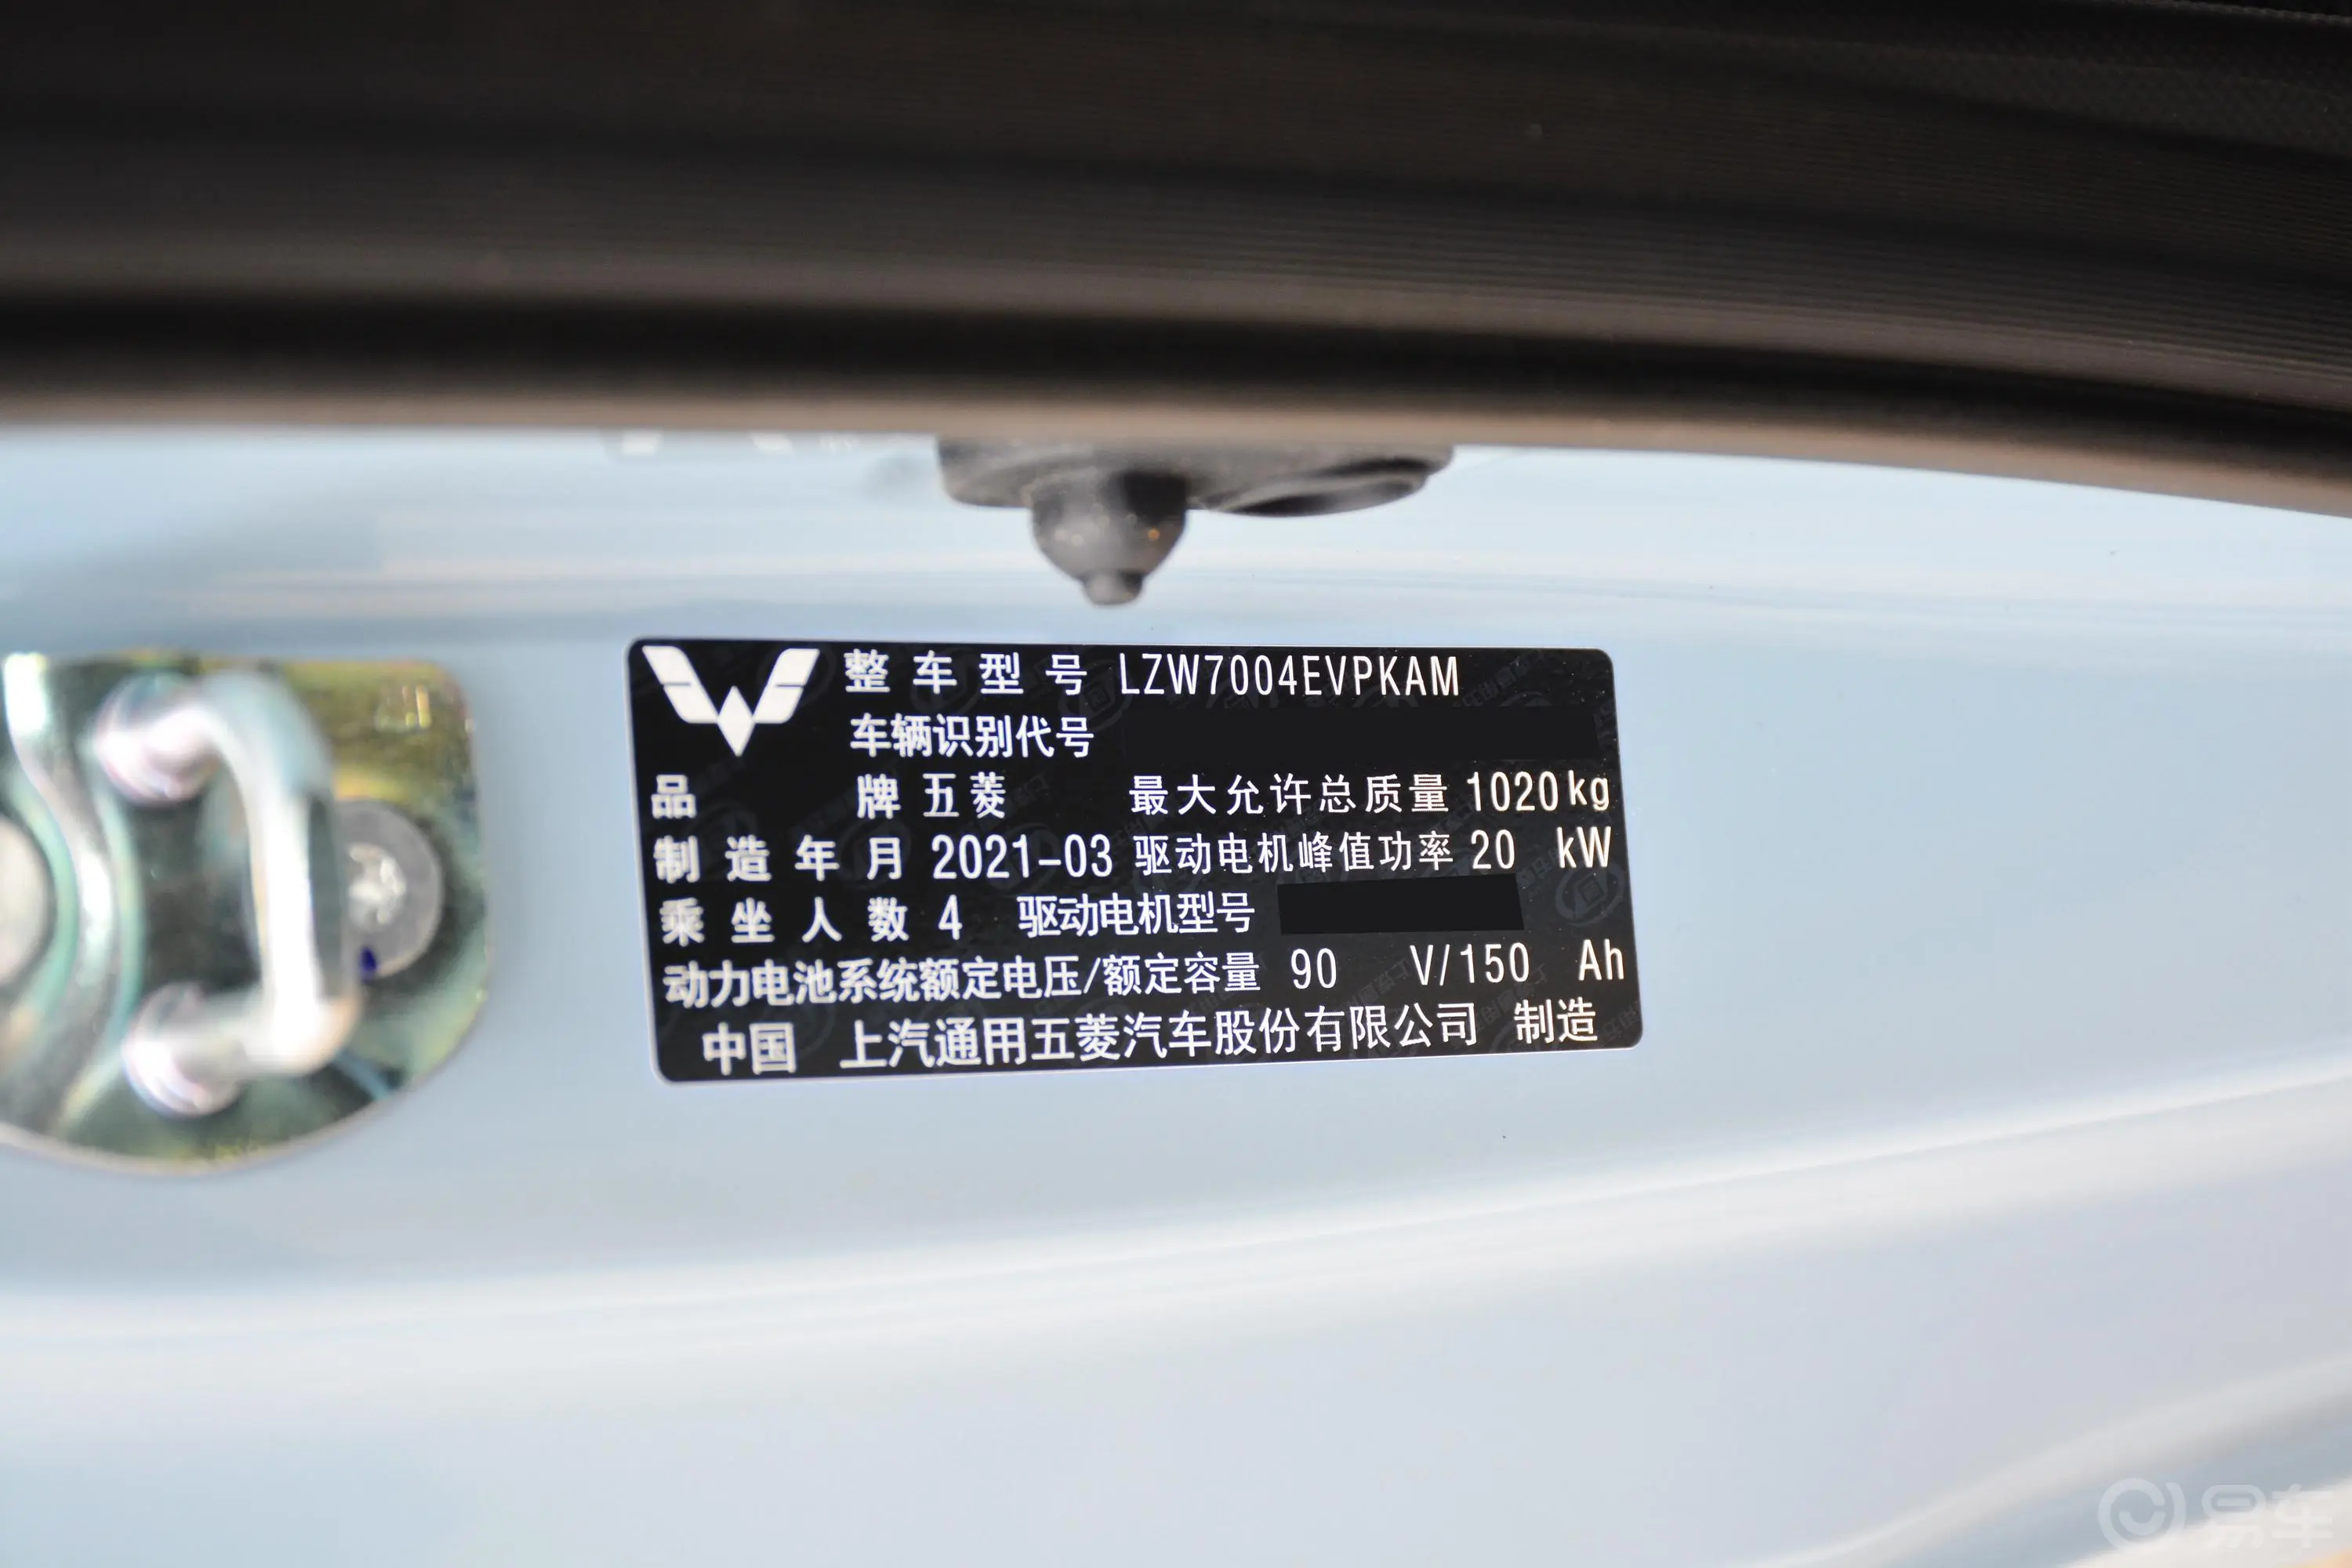 整车型号 LZW7004EVPKAM
车辆识别代号
品牌 五菱 最大允许总质量 1020kg
制造年月 2021-03 驱动电机峰值功率 20 kW
乘坐人数 4 驱动电机型号
动力电池系统额定电压/额定容量 90 V/150 Ah
中国 上汽通用五菱汽车股份有限公司 制造
易车